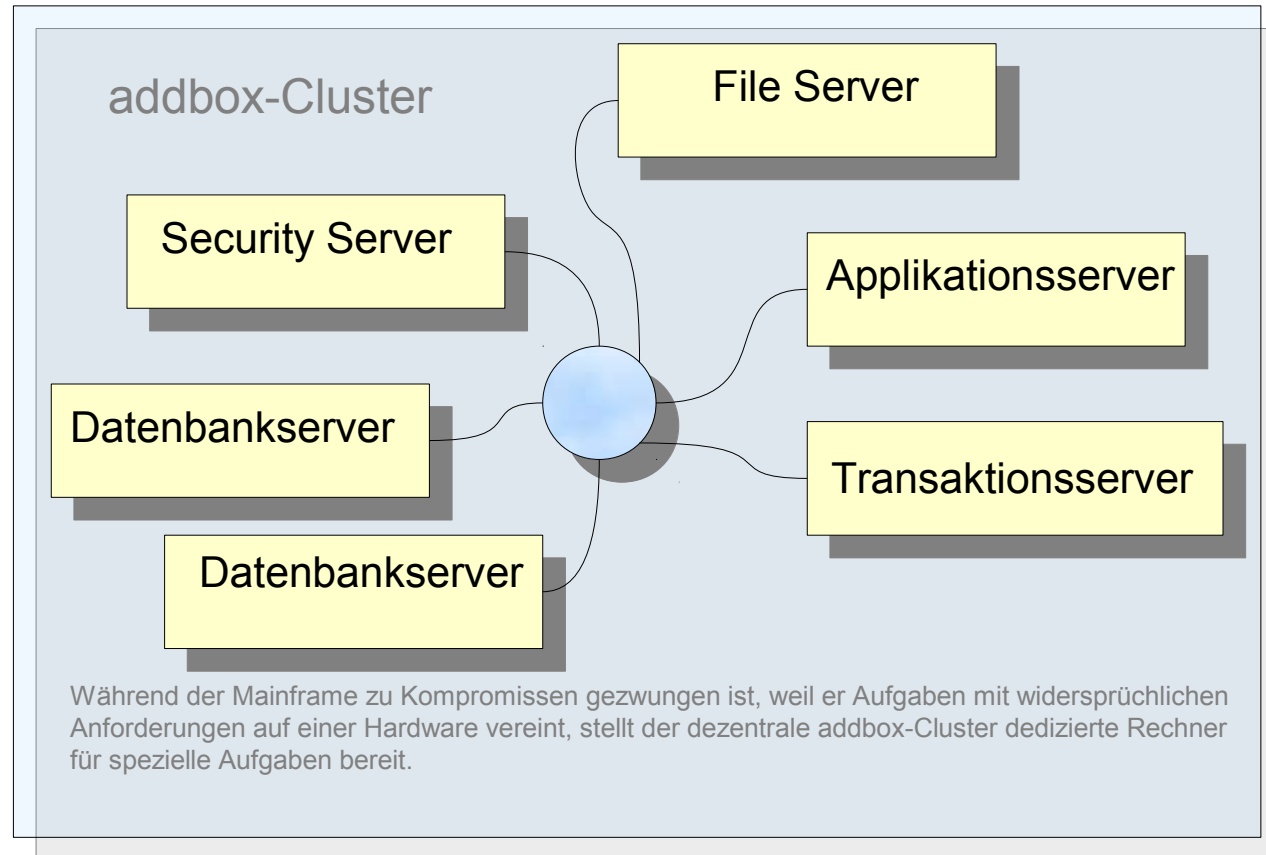 addbox-Cluster
File Server
Security Server
Applikationsserver
Datenbankserver
Transaktionsserver
Datenbankserver
Während der Mainframe zu Kompromissen gezwungen ist, weil er Aufgaben mit widersprüchlichen
Anforderungen auf einer Hardware vereint, stellt der dezentrale addbox-Cluster dedizierte Rechner
für spezielle Aufgaben bereit.